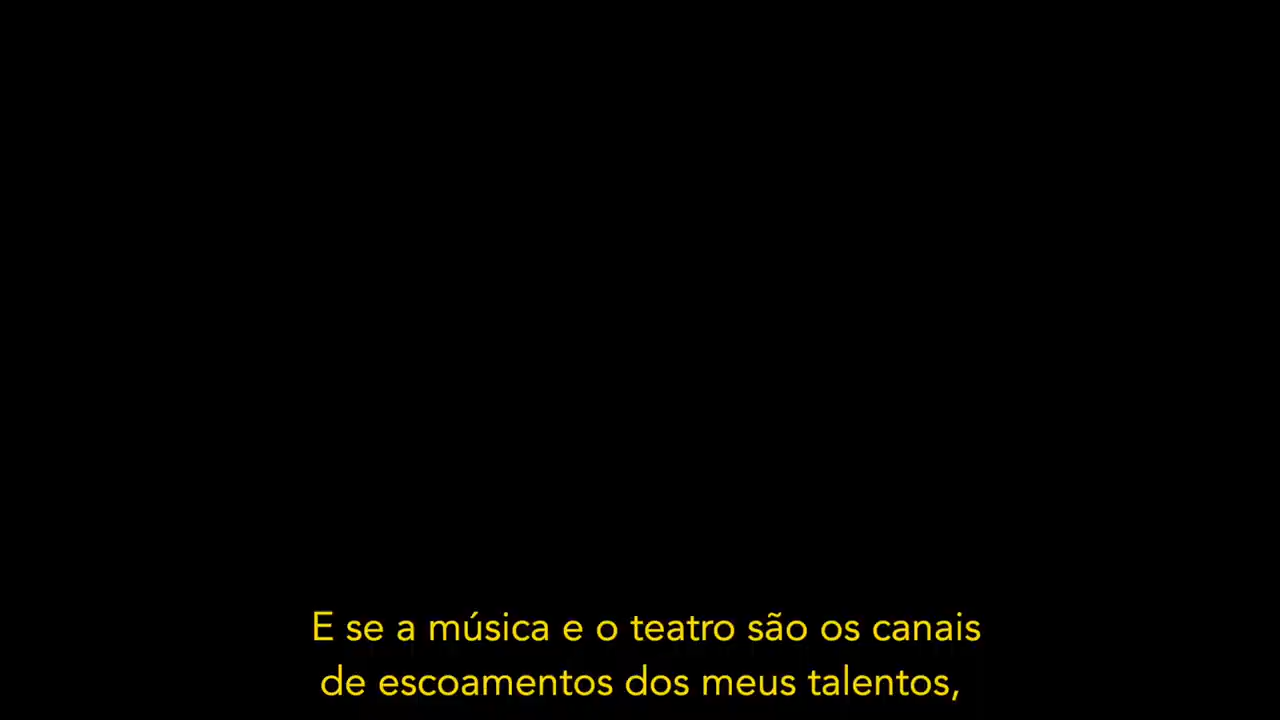 E se a música e o teatro são os canais
de escoamentos dos meus talentos,